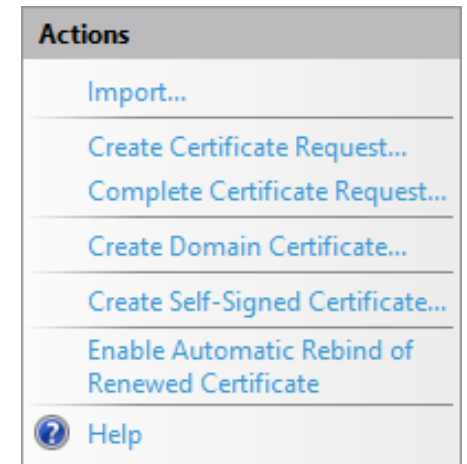 Actions
Import...
Create Certificate Request...
Complete Certificate Request...
Create Domain Certificate...
Create Self-Signed Certificate...
Enable Automatic Rebind of
Renewed Certificate
? Help